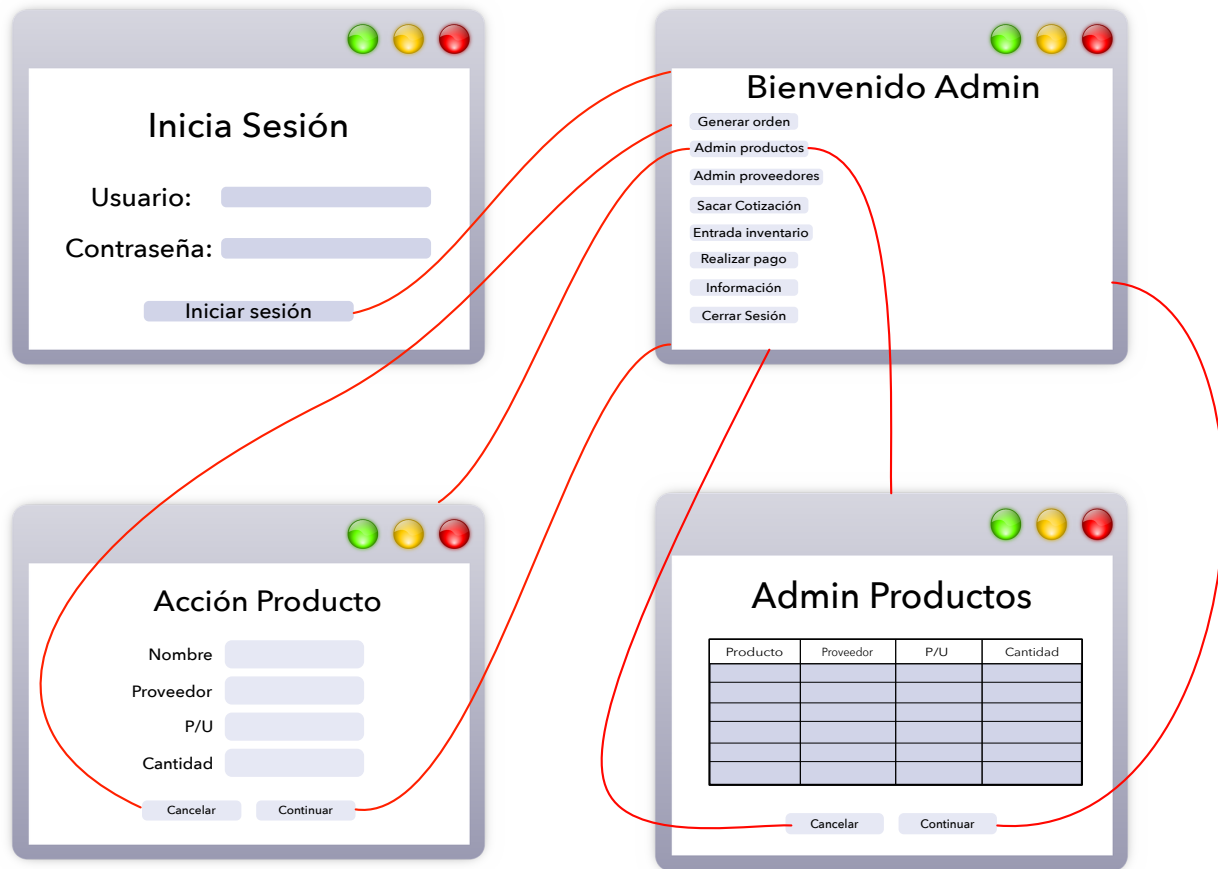 Inicia Sesión
Usuario:
Contraseña:
Iniciar sesión
Bienvenido Admin
Generar orden
Admin productos
Admin proveedores
Sacar Cotización
Entrada inventario
Realizar pago
Información
Cerrar Sesión
Acción Producto
Nombre
Proveedor
P/U
Cantidad
Cancelar Continuar
Admin Productos
Producto Proveedor P/U Cantidad
Cancelar Continuar